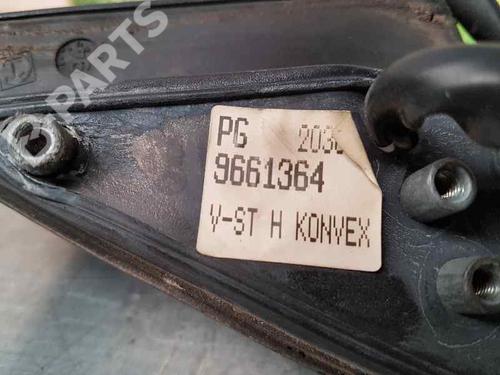 PG
9661364
V-ST H KONVEX
B-PARTS